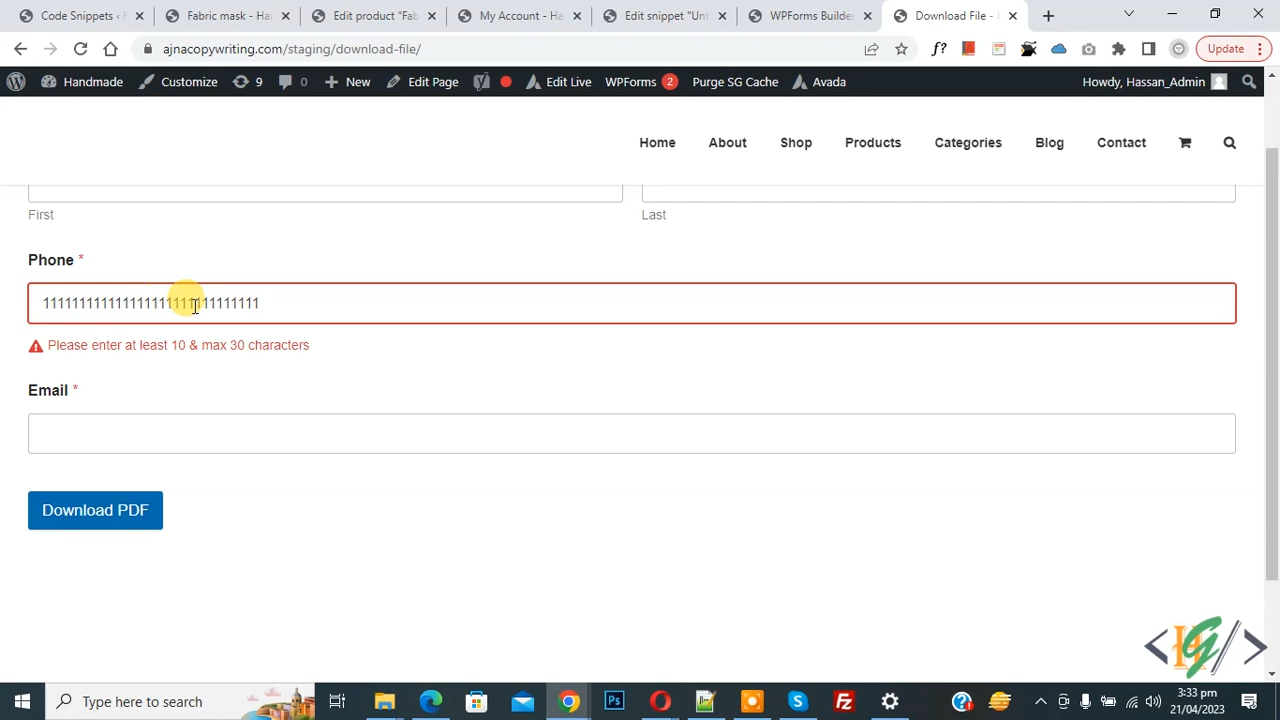 Code Snippets ‹ H
Fabric mask - Ha
Edit product "Fab
My Account - Ha
Edit snippet "Unt
WPForms Builder
Download File -
ajnacopywriting.com/staging/download-file/
f?
Update
Handmade
Customize
9
0
New
Edit Page
Edit Live
WPForms 2
Purge SG Cache
Avada
Howdy, Hassan_Admin
Home
About
Shop
Products
Categories
Blog
Contact
First
Last
Phone *
Please enter at least 10 & max 30 characters
Email *
Download PDF
Type here to search
Ps
3:33 pm
21/04/2023